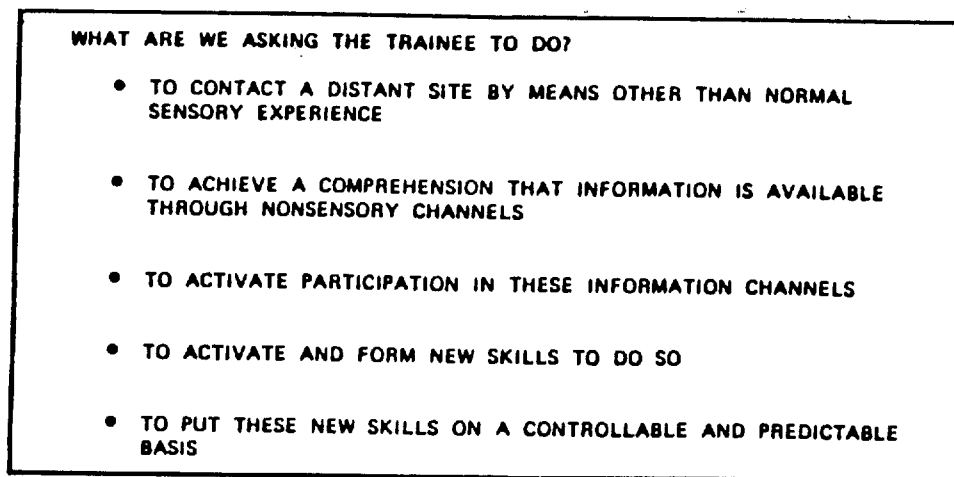 WHAT ARE WE ASKING THE TRAINEE TO DO?
• TO CONTACT A DISTANT SITE BY MEANS OTHER THAN NORMAL
SENSORY EXPERIENCE
• TO ACHIEVE A COMPREHENSION THAT INFORMATION IS AVAILABLE
THROUGH NONSENSORY CHANNELS
• TO ACTIVATE PARTICIPATION IN THESE INFORMATION CHANNELS
• TO ACTIVATE AND FORM NEW SKILLS TO DO SO
• TO PUT THESE NEW SKILLS ON A CONTROLLABLE AND PREDICTABLE
BASIS